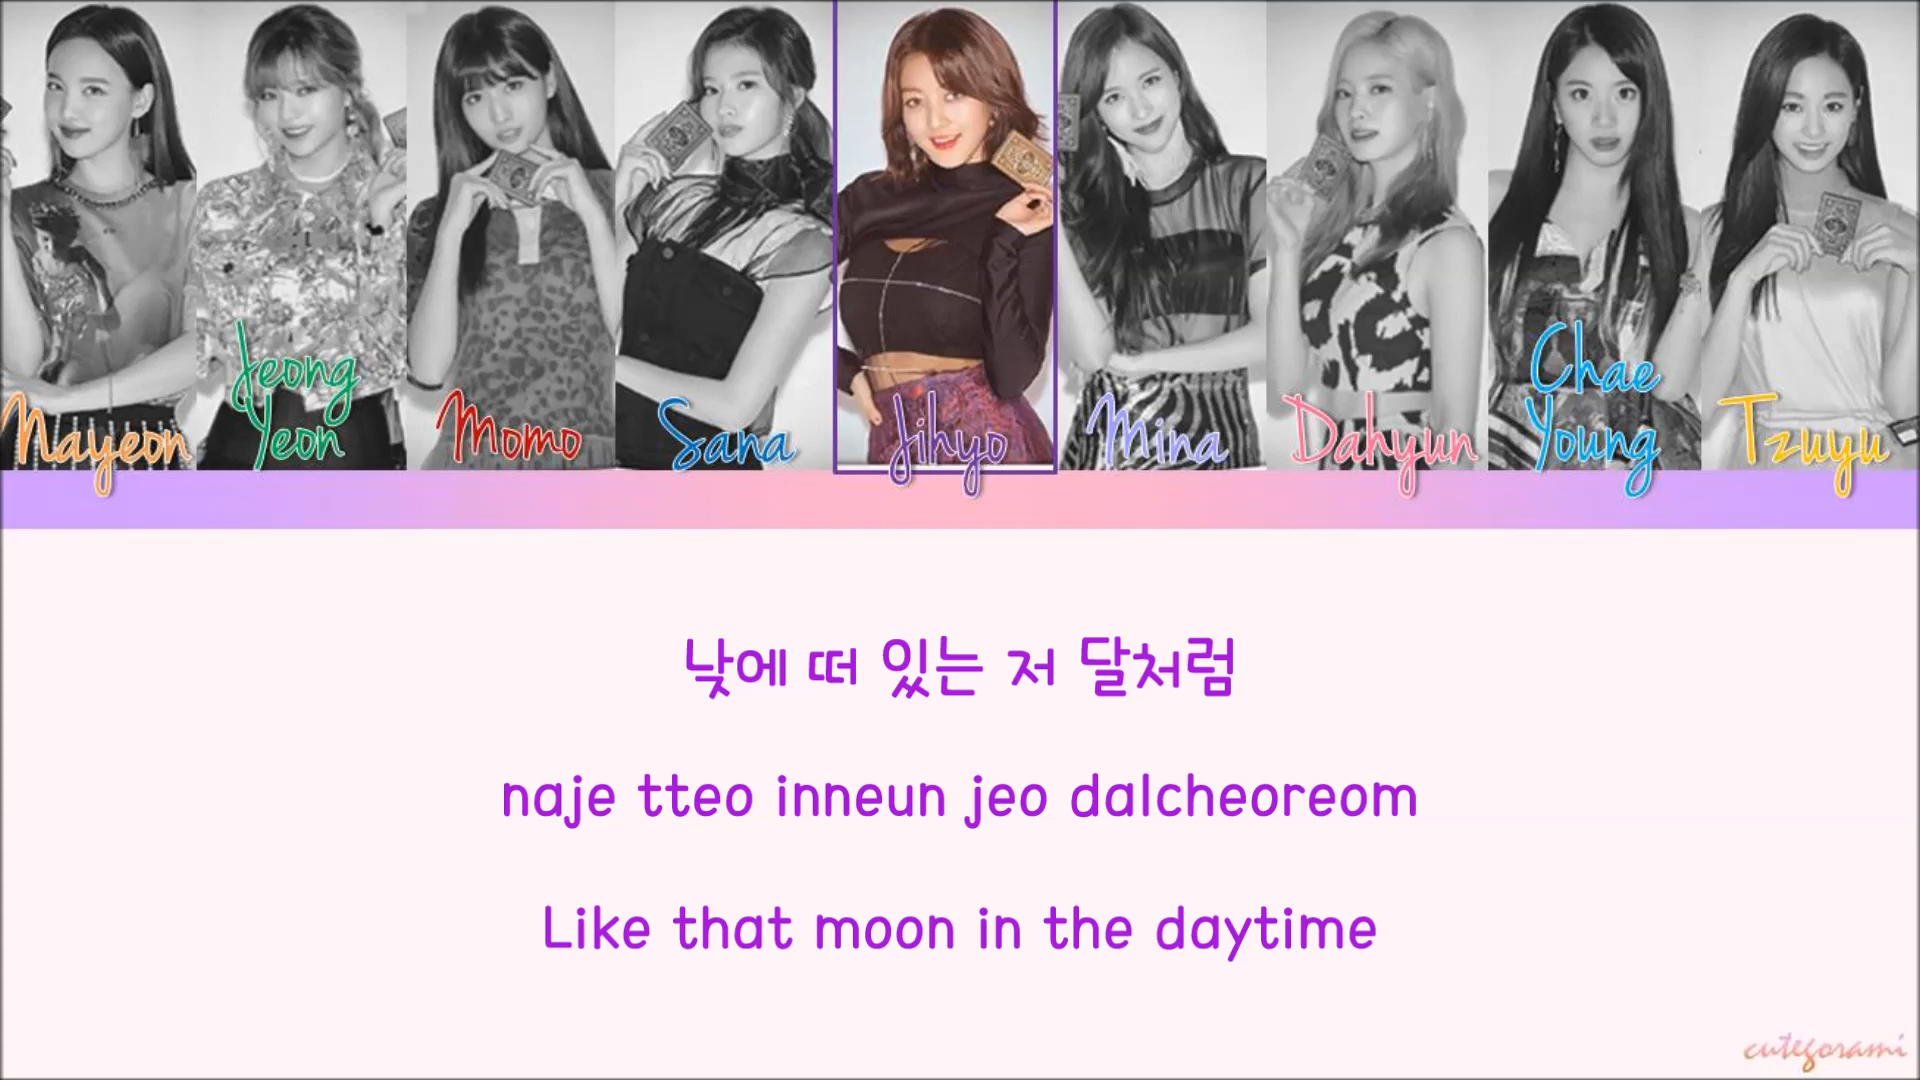 Nayeon
Jeong
Yeon
Momo
Sana
Jihyo
Mina
Dahyun
Chae
Young
Tzuyu
낮에 떠 있는 저 달처럼
naje tteo inneun jeo dalcheoreom
Like that moon in the daytime
cutegorami